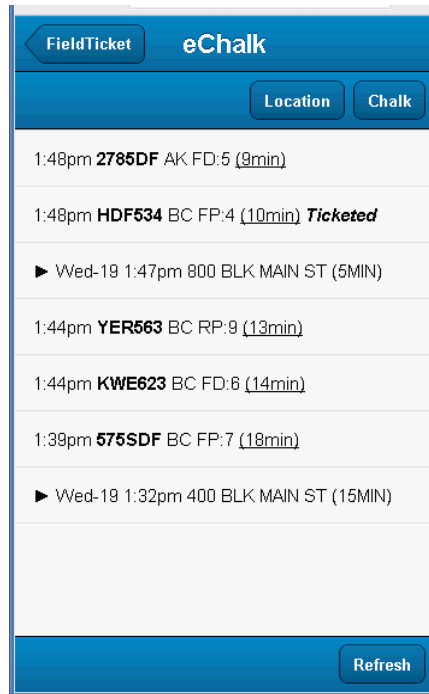 FieldTicket eChalk
Location Chalk
1:48pm 2785DF AK FD:5 (9min)
1:48pm HDF534 BC FP:4 (10min) Ticketed
► Wed-19 1:47pm 800 BLK MAIN ST (5MIN)
1:44pm YER563 BC RP:9 (13min)
1:44pm KWE623 BC FD:6 (14min)
1:39pm 575SDF BC FP:7 (18min)
► Wed-19 1:32pm 400 BLK MAIN ST (15MIN)
Refresh